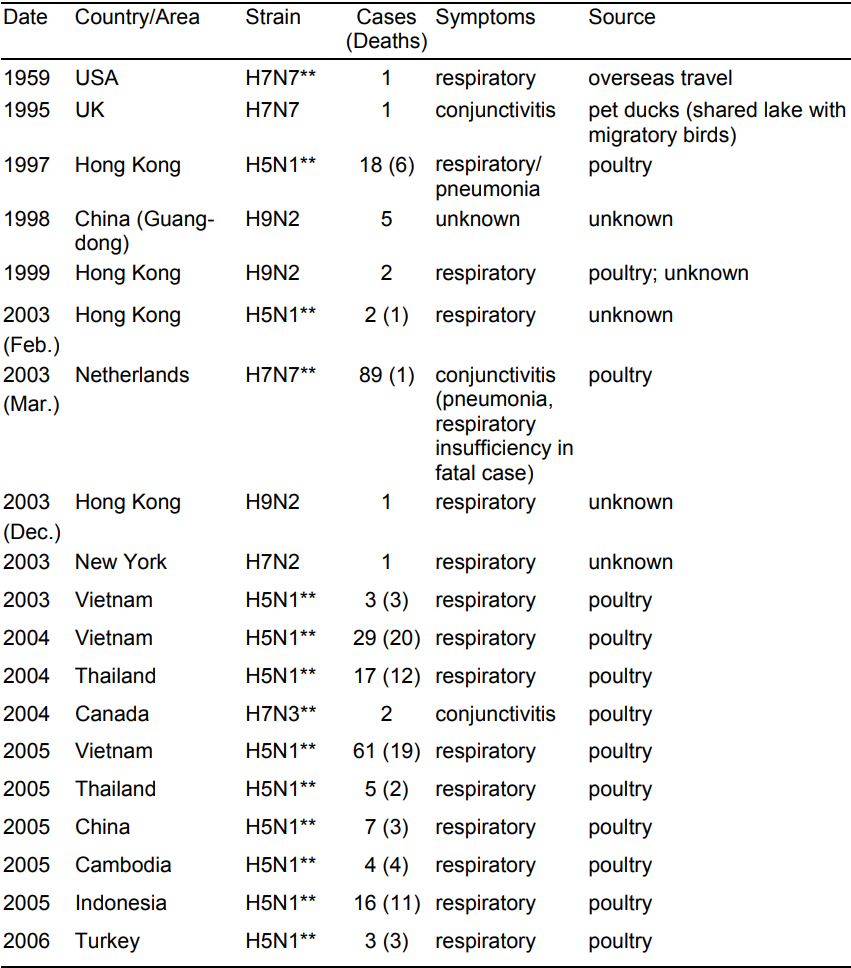 Date Country/Area Strain Cases Symptoms Source
(Deaths)
1959 USA H7N7** 1 respiratory overseas travel
1995 UK H7N7 1 conjunctivitis pet ducks (shared lake with
migratory birds)
1997 Hong Kong H5N1** 18 (6) respiratory/ poultry
pneumonia
1998 China (Guang- H9N2 5 unknown unknown
dong)
1999 Hong Kong H9N2 2 respiratory poultry; unknown
2003 Hong Kong H5N1** 2 (1) respiratory unknown
(Feb.)
2003 Netherlands H7N7** 89 (1) conjunctivitis poultry
(Mar.) (pneumonia,
respiratory
insufficiency in
fatal case)
2003 Hong Kong H9N2 1 respiratory unknown
(Dec.)
2003 New York H7N2 1 respiratory unknown
2003 Vietnam H5N1** 3 (3) respiratory poultry
2004 Vietnam H5N1** 29 (20) respiratory poultry
2004 Thailand H5N1** 17 (12) respiratory poultry
2004 Canada H7N3** 2 conjunctivitis poultry
2005 Vietnam H5N1** 61 (19) respiratory poultry
2005 Thailand H5N1** 5 (2) respiratory poultry
2005 China H5N1** 7 (3) respiratory poultry
2005 Cambodia H5N1** 4 (4) respiratory poultry
2005 Indonesia H5N1** 16 (11) respiratory poultry
2006 Turkey H5N1** 3 (3) respiratory poultry